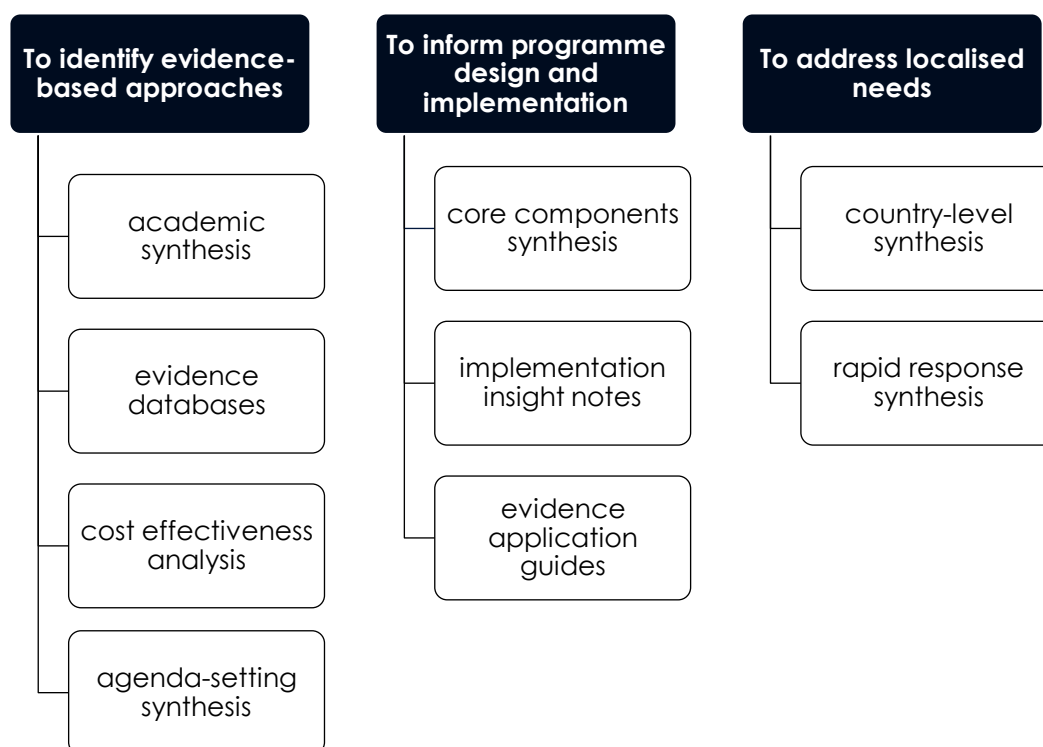 To identify evidence-
based approaches
academic
synthesis
evidence
databases
cost effectiveness
analysis
agenda-setting
synthesis
To inform programme
design and
implementation
core components
synthesis
implementation
insight notes
evidence
application
guides
To address localised
needs
country-level
synthesis
rapid response
synthesis